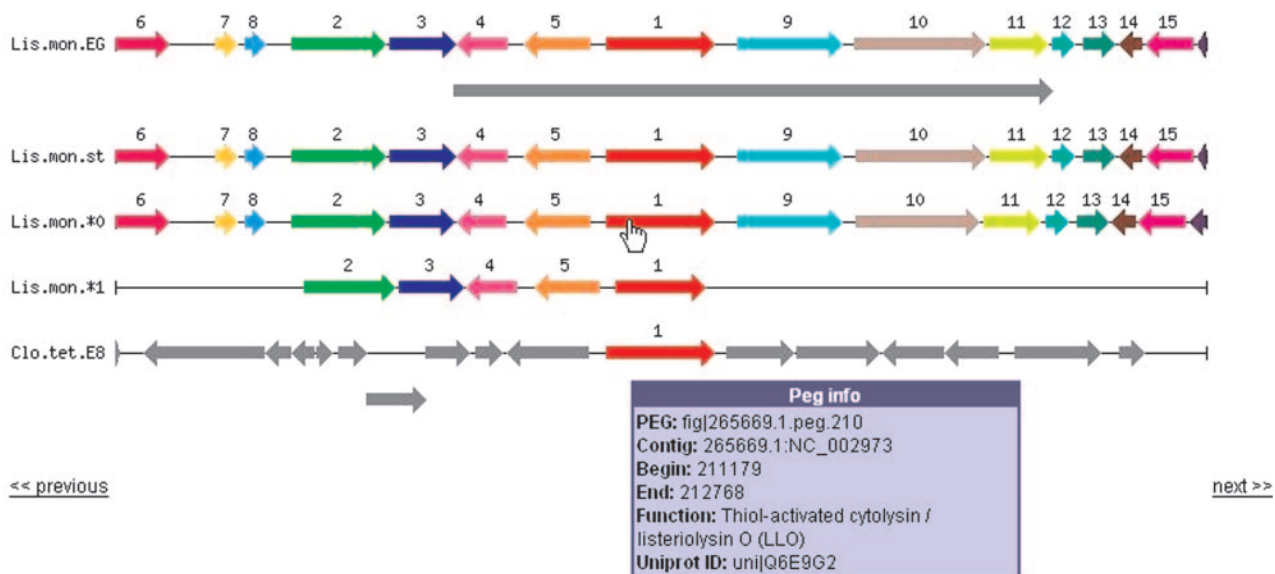 6 7 8 2 3 4 5 1 9 10 11 12 13 14 15
Lis.mon.EG
6 7 8 2 3 4 5 1 9 10 11 12 13 14 15
Lis.mon.st
6 7 8 2 3 4 5 1 9 10 11 12 13 14 15
Lis.mon.*0
2 3 4 5 1
Lis.mon.*1
1
Clo.tet.E8
Peg info
PEG: fig|265669.1.peg.210
Contig: 265669.1:NC_002973
Begin: 211179
End: 212768
Function: Thiol-activated cytolysin /
listeriolysin O (LLO)
Uniprot ID: uni|Q6E9G2
<< previous
next >>